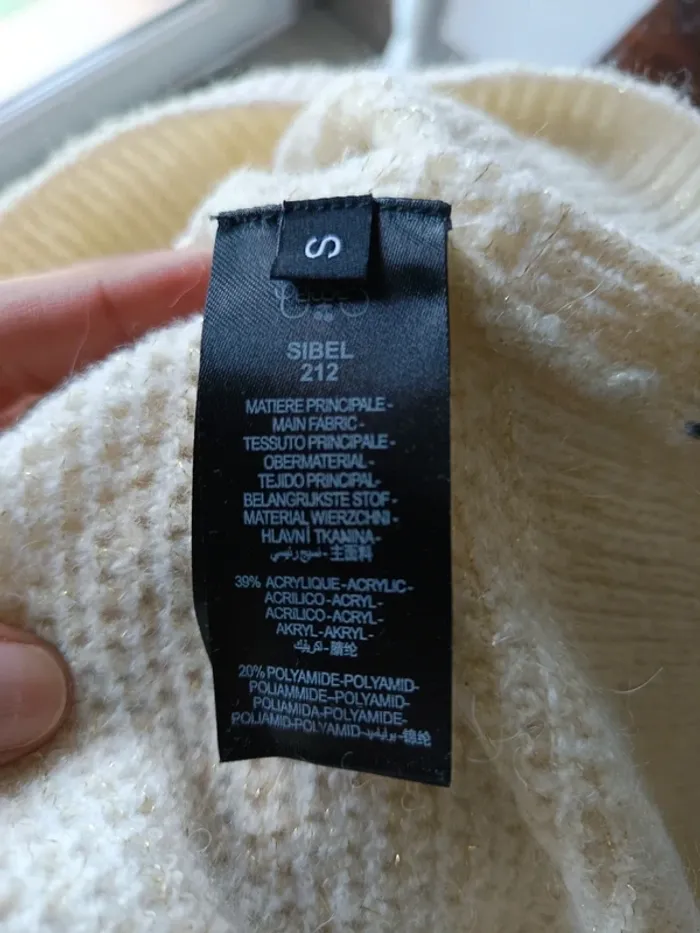 S
SIBEL
212
MATIERE PRINCIPALE-
MAIN FABRIC-
TESSUTO PRINCIPALE-
OBERMATERIAL-
TEJIDO PRINCIPAL-
BELANGRIJKSTE STOF-
MATERIAL WIERZCHNI-
HLAVNÍ TKANINA-
نسيج رئيسي-主面料
39% ACRYLIQUE-ACRYLIC-
ACRILICO-ACRYL-
ACRILICO-ACRYL-
AKRYL-AKRYL-
腈纶
20% POLYAMIDE-POLYAMID-
POLIAMMIDE-POLYAMID-
POLIAMIDA-POLYAMIDE-
POLIAMID-POLYAMID-锦纶